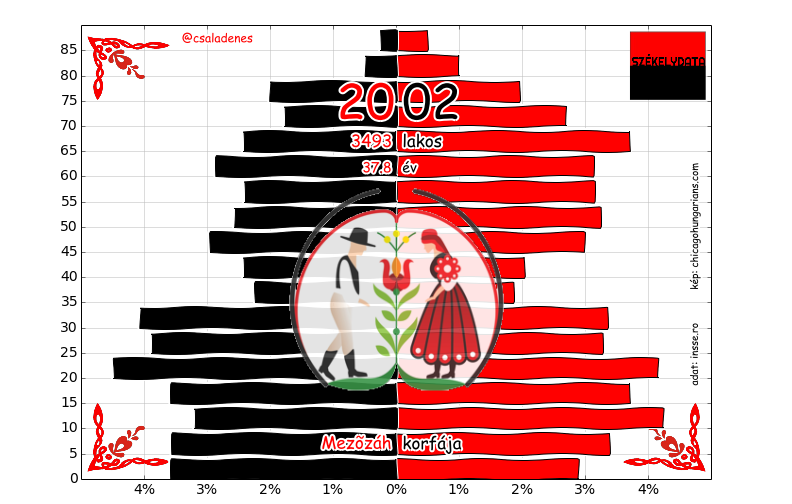 @csaladenes
SZÉKELYDATA
2002
3493 lakos
37.8 év
kép: chicagohungarians.com
adat: insse.ro
Mezőzáh korfája
85
80
75
70
65
60
55
50
45
40
35
30
25
20
15
10
5
0
4% 3% 2% 1% 0% 1% 2% 3% 4%